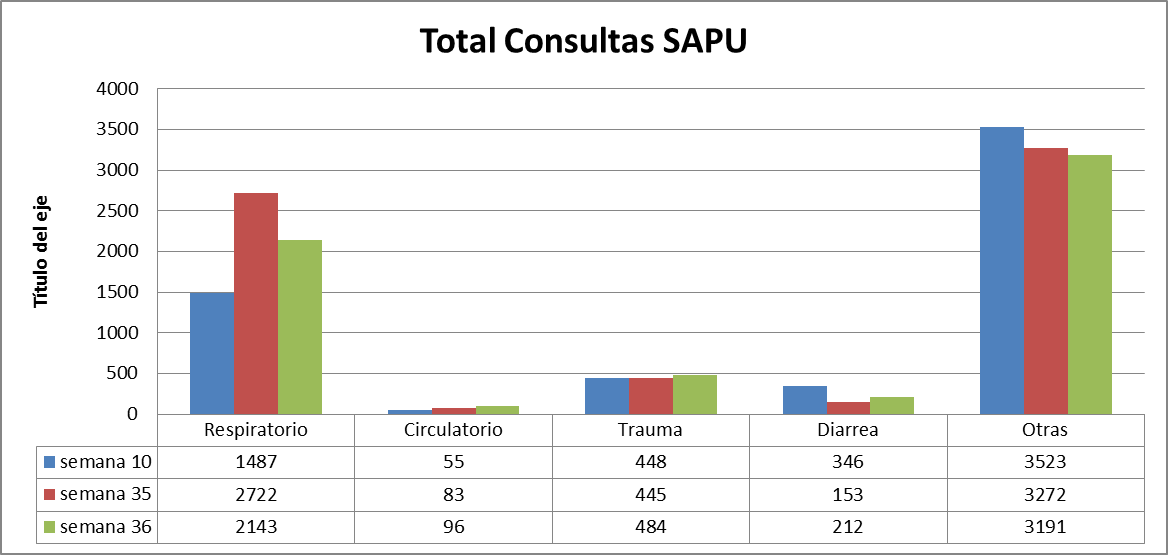 Total Consultas SAPU
Título del eje
4000
3500
3000
2500
2000
1500
1000
500
0
Respiratorio Circulatorio Trauma Diarrea Otras
semana 10 1487 55 448 346 3523
semana 35 2722 83 445 153 3272
semana 36 2143 96 484 212 3191